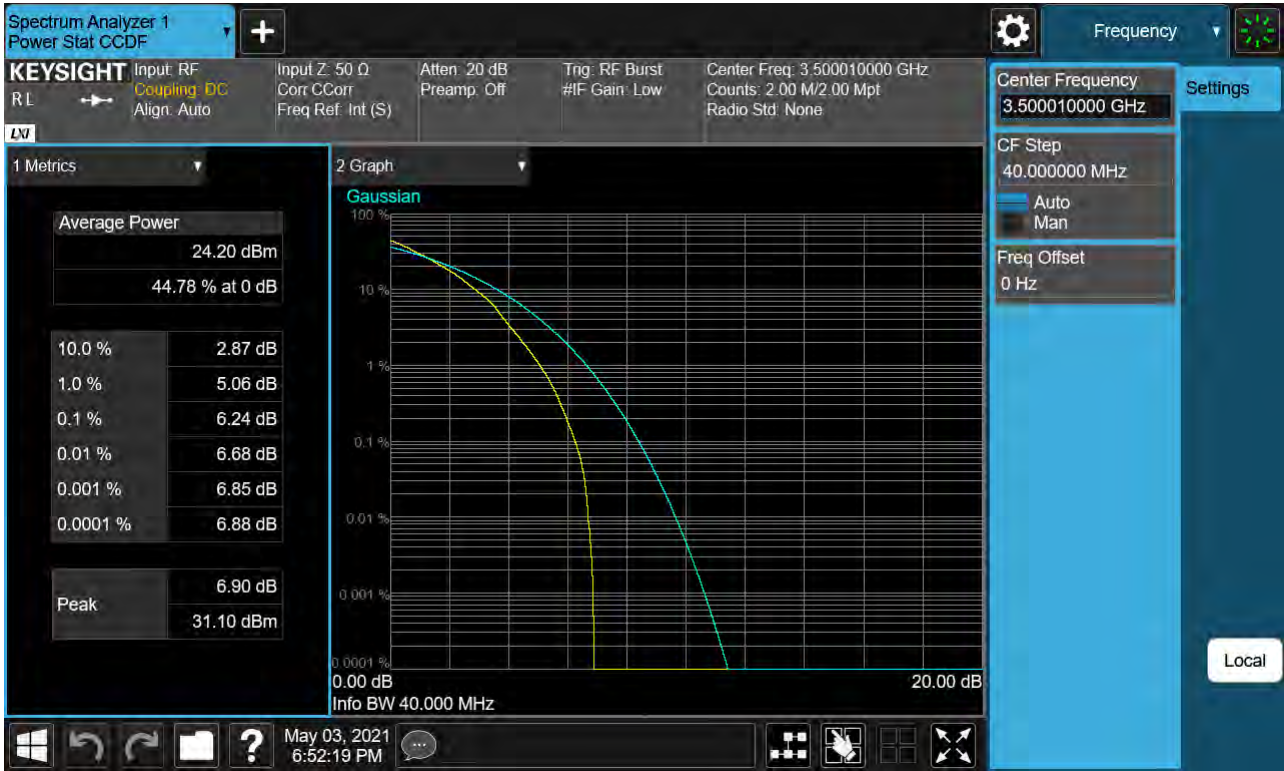 Spectrum Analyzer 1
Power Stat CCDF
+
Frequency
KEYSIGHT
RL
LXI
Input: RF
Coupling: DC
Align: Auto
Input Z: 50 Ω
Corr CCorr
Freq Ref: Int (S)
Atten: 20 dB
Preamp: Off
Trig: RF Burst
#IF Gain: Low
Center Freq: 3.500010000 GHz
Counts: 2.00 M/2.00 Mpt
Radio Std: None
Center Frequency
3.500010000 GHz
Settings
CF Step
40.000000 MHz
Auto
Man
Freq Offset
0 Hz
1 Metrics
Average Power
24.20 dBm
44.78 % at 0 dB
10.0 % 2.87 dB
1.0 % 5.06 dB
0.1 % 6.24 dB
0.01 % 6.68 dB
0.001 % 6.85 dB
0.0001 % 6.88 dB
Peak
6.90 dB
31.10 dBm
2 Graph
Gaussian
100 %
10 %
1 %
0.1 %
0.01 %
0.001 %
0.0001 %
0.00 dB 20.00 dB
Info BW 40.000 MHz
Local
?
May 03, 2021
6:52:19 PM